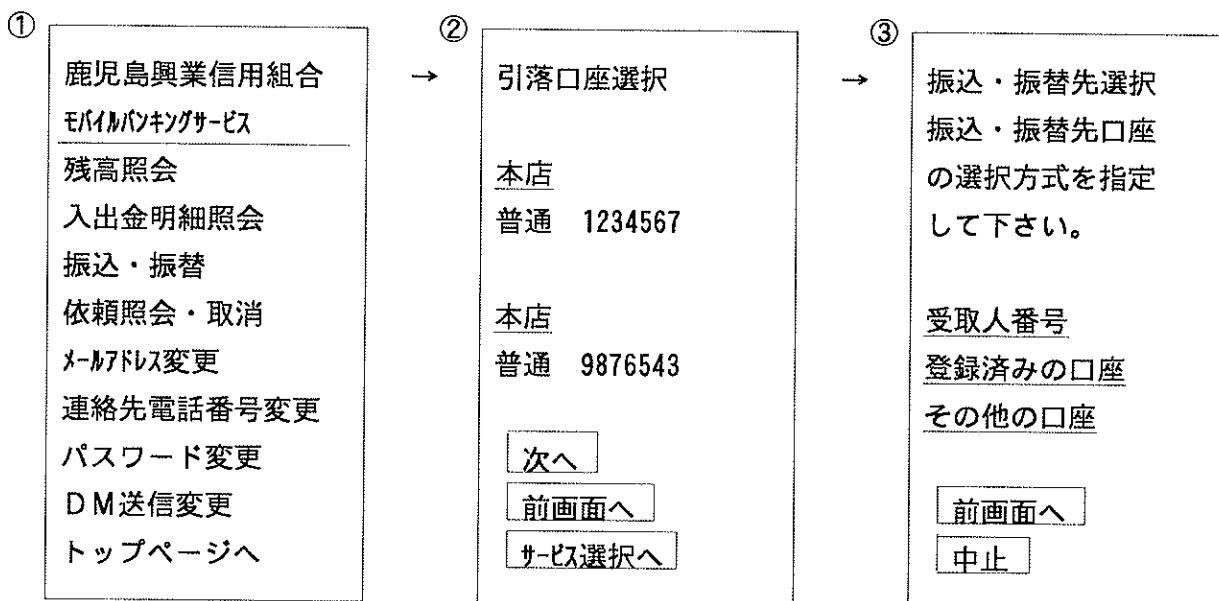 ①
鹿児島興業信用組合
ﾓﾊﾞｲﾙﾊﾞﾝｷﾝｸﾞｻｰﾋﾞｽ
残高照会
入出金明細照会
振込・振替
依頼照会・取消
ﾒｰﾙｱﾄﾞﾚｽ変更
連絡先電話番号変更
パスワード変更
ＤＭ送信変更
トップページへ
→
②
引落口座選択
本店
普通　1234567
本店
普通　9876543
次へ
前画面へ
ｻｰﾋﾞｽ選択へ
→
③
振込・振替先選択
振込・振替先口座
の選択方式を指定
して下さい。
受取人番号
登録済みの口座
その他の口座
前画面へ
中止